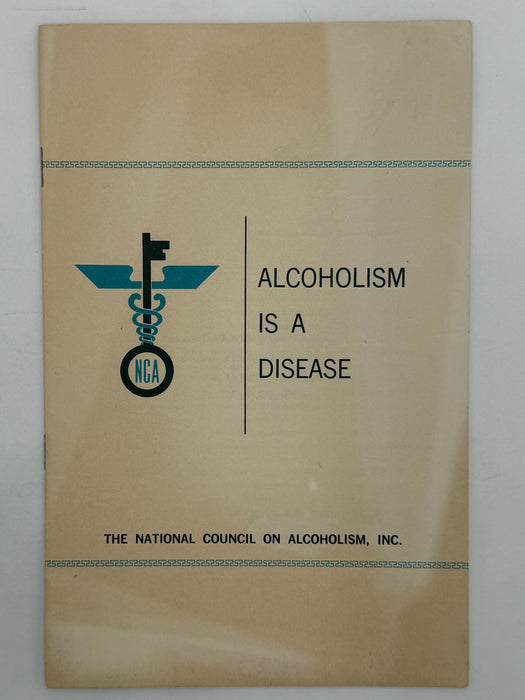 ALCOHOLISM
IS A
DISEASE
NCA
THE NATIONAL COUNCIL ON ALCOHOLISM, INC.